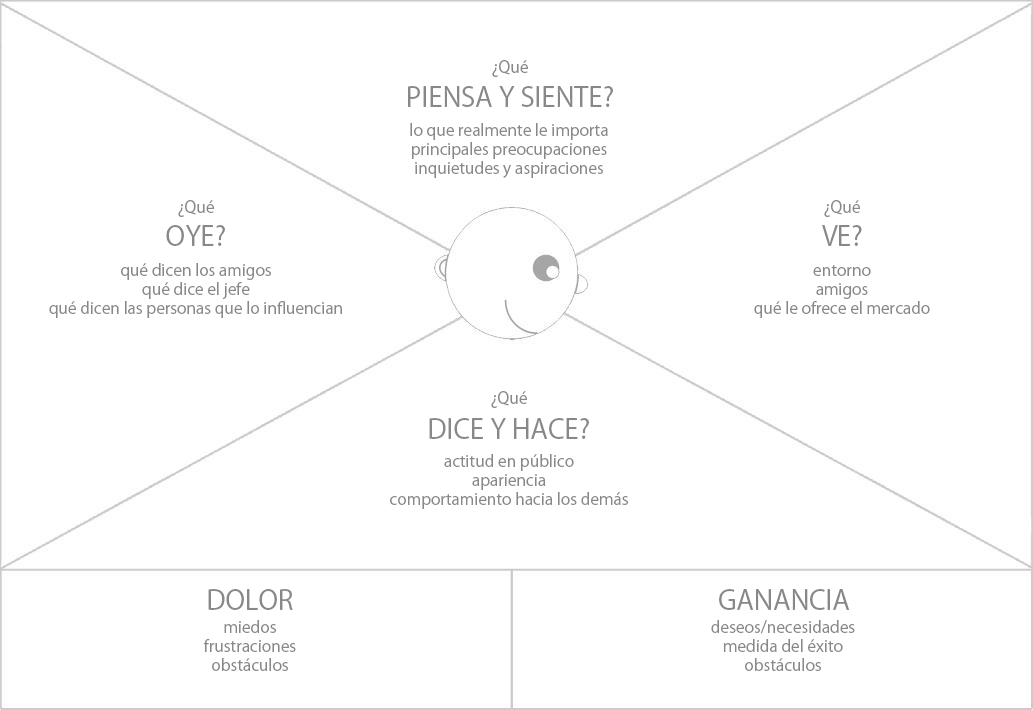 ¿Qué
PIENSA Y SIENTE?
lo que realmente le importa
principales preocupaciones
inquietudes y aspiraciones
¿Qué
OYE?
qué dicen los amigos
qué dice el jefe
qué dicen las personas que lo influencian
¿Qué
VE?
entorno
amigos
qué le ofrece el mercado
¿Qué
DICE Y HACE?
actitud en público
apariencia
comportamiento hacia los demás
DOLOR
miedos
frustraciones
obstáculos
GANANCIA
deseos/necesidades
medida del éxito
obstáculos